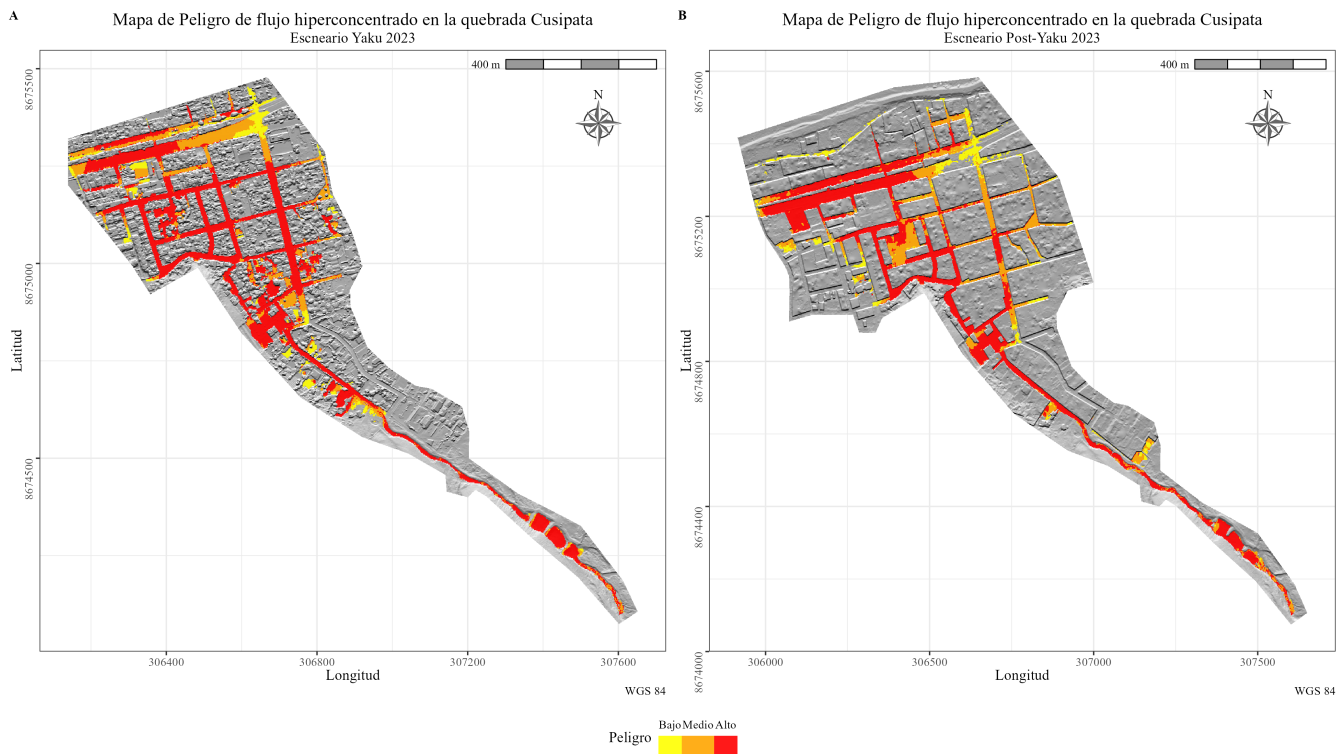 A
Mapa de Peligro de flujo hiperconcentrado en la quebrada Cusipata
Escneario Yaku 2023
400 m
N
8675500
8675000
8674500
Latitud
306400
306800
307200
307600
Longitud
WGS 84
B
Mapa de Peligro de flujo hiperconcentrado en la quebrada Cusipata
Escneario Post-Yaku 2023
400 m
N
8675600
8675200
8674800
8674400
8674000
Latitud
306000
306500
307000
307500
Longitud
WGS 84
Peligro
Bajo Medio Alto